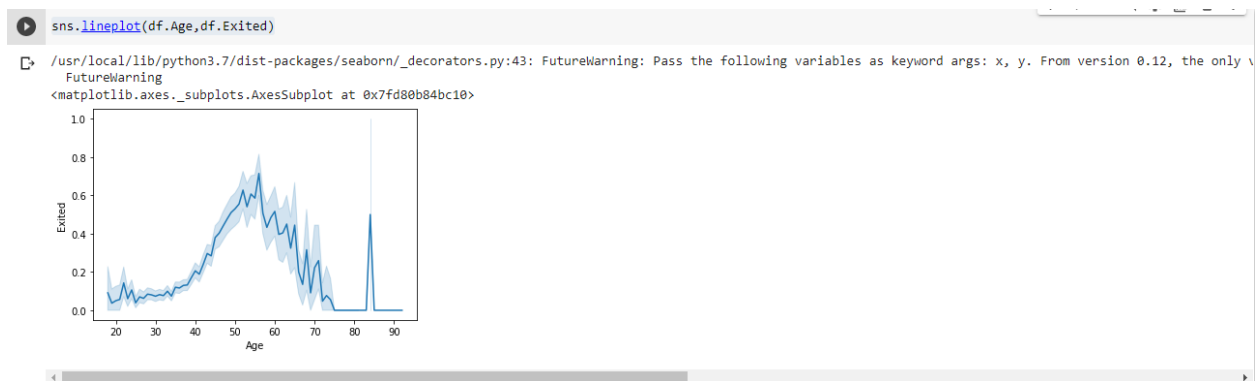 sns.lineplot(df.Age,df.Exited)
/usr/local/lib/python3.7/dist-packages/seaborn/_decorators.py:43: FutureWarning: Pass the following variables as keyword args: x, y. From version 0.12, the only
FutureWarning
<matplotlib.axes._subplots.AxesSubplot at 0x7fd80b84bc10>
1.0
0.8
0.6
0.4
0.2
0.0
Exited
20 30 40 50 60 70 80 90
Age